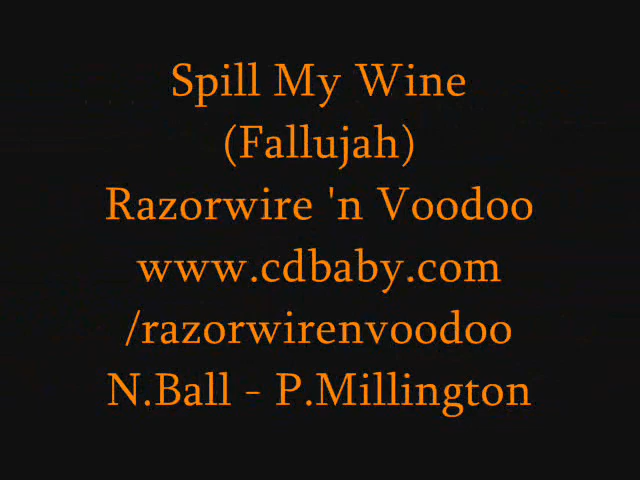 Spill My Wine
(Fallujah)
Razorwire 'n Voodoo
www.cdbaby.com
/razorwirenvoodoo
N.Ball - P.Millington